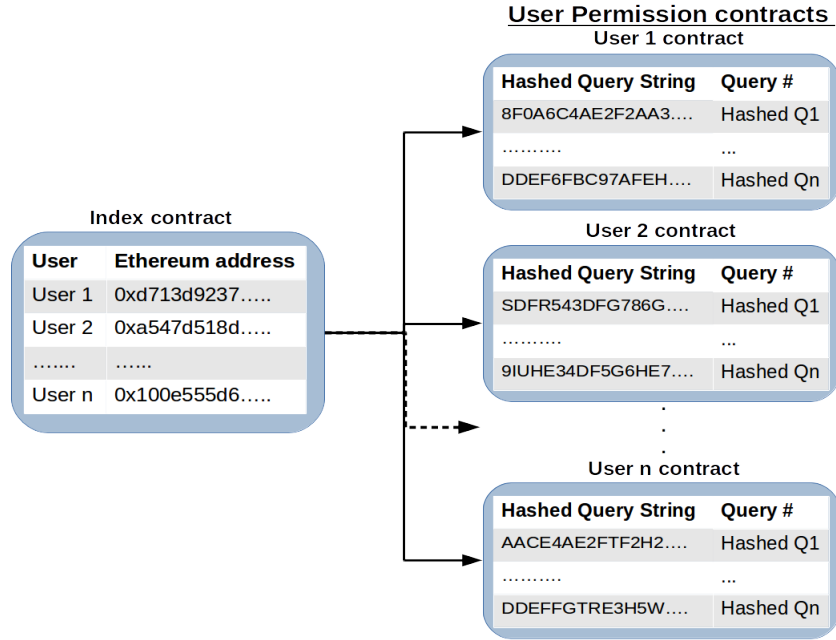 User Permission contracts
User 1 contract
Hashed Query String Query #
8F0A6C4AE2F2AA3.... Hashed Q1
.......... ...
DDEF6FBC97AFEH.... Hashed Qn
Index contract
User Ethereum address
User 1 0xd713d9237.....
User 2 0xa547d518d.....
....... ......
User n 0x100e555d6.....
User 2 contract
Hashed Query String Query #
SDFR543DFG786G.... Hashed Q1
.......... ...
9IUHE34DF5G6HE7.... Hashed Qn
.
.
.
User n contract
Hashed Query String Query #
AACE4AE2FTF2H2.... Hashed Q1
.......... ...
DDEFFGTRE3H5W.... Hashed Qn